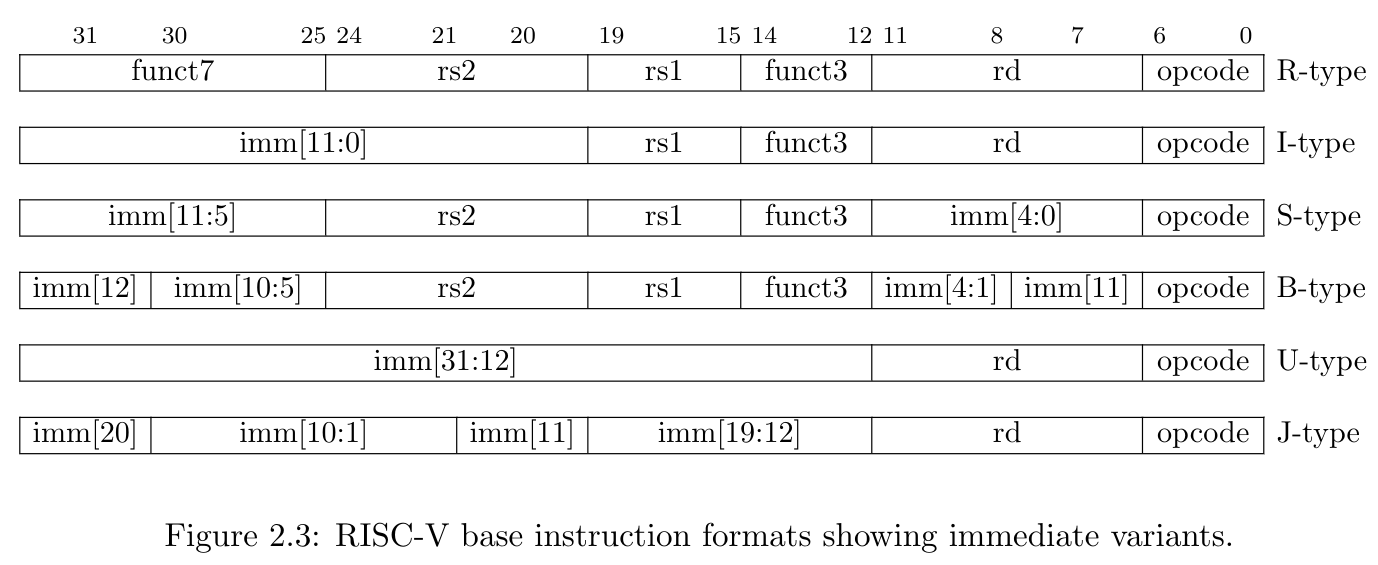 31 30 25 24 21 20 19 15 14 12 11 8 7 6 0
funct7 rs2 rs1 funct3 rd opcode R-type
imm[11:0] rs1 funct3 rd opcode I-type
imm[11:5] rs2 rs1 funct3 imm[4:0] opcode S-type
imm[12] imm[10:5] rs2 rs1 funct3 imm[4:1] imm[11] opcode B-type
imm[31:12] rd opcode U-type
imm[20] imm[10:1] imm[11] imm[19:12] rd opcode J-type
Figure 2.3: RISC-V base instruction formats showing immediate variants.